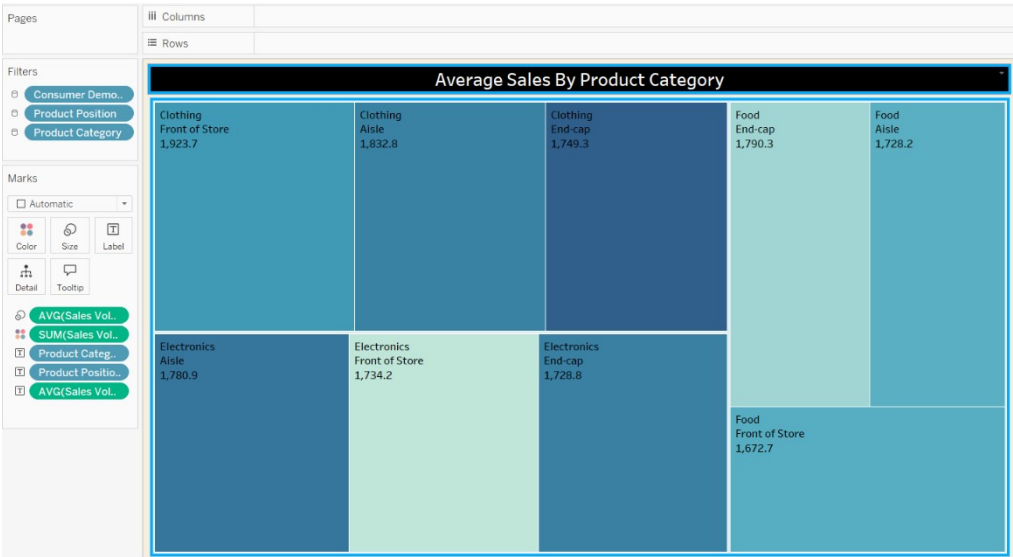 Pages
Columns
Rows
Filters
Consumer Demo..
Product Position
Product Category
Marks
Automatic
Color
Size
Label
Detail
Tooltip
AVG(Sales Vol..
SUM(Sales Vol..
Product Categ..
Product Positio..
AVG(Sales Vol..
Average Sales By Product Category
Clothing
Front of Store
1,923.7
Clothing
Aisle
1,832.8
Clothing
End-cap
1,749.3
Food
End-cap
1,790.3
Food
Aisle
1,728.2
Electronics
Aisle
1,780.9
Electronics
Front of Store
1,734.2
Electronics
End-cap
1,728.8
Food
Front of Store
1,672.7